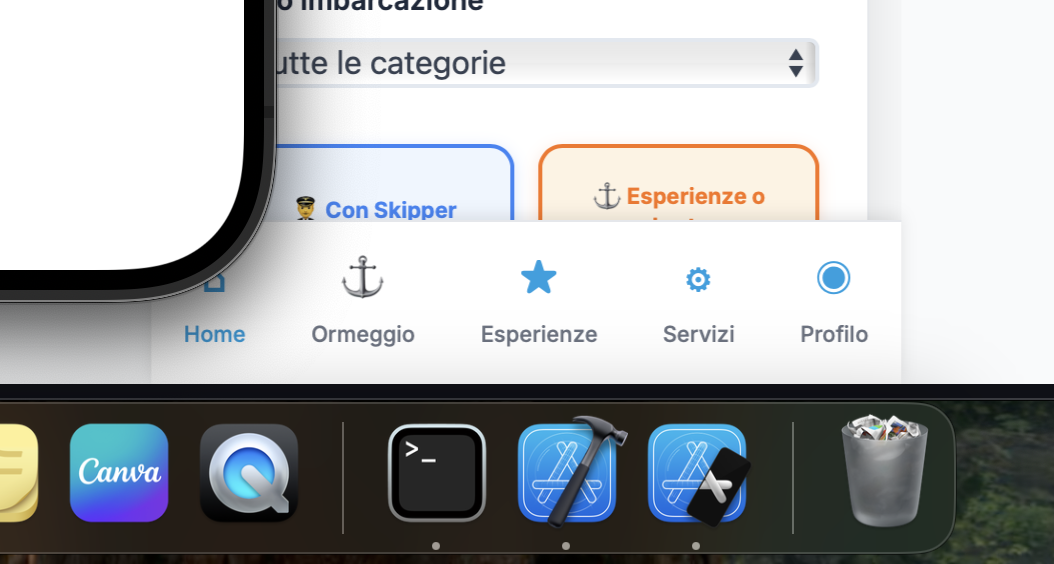 imbarcazione
utte le categorie
Con Skipper
Esperienze o
Home
Ormeggio
Esperienze
Servizi
Profilo
Canva
>_